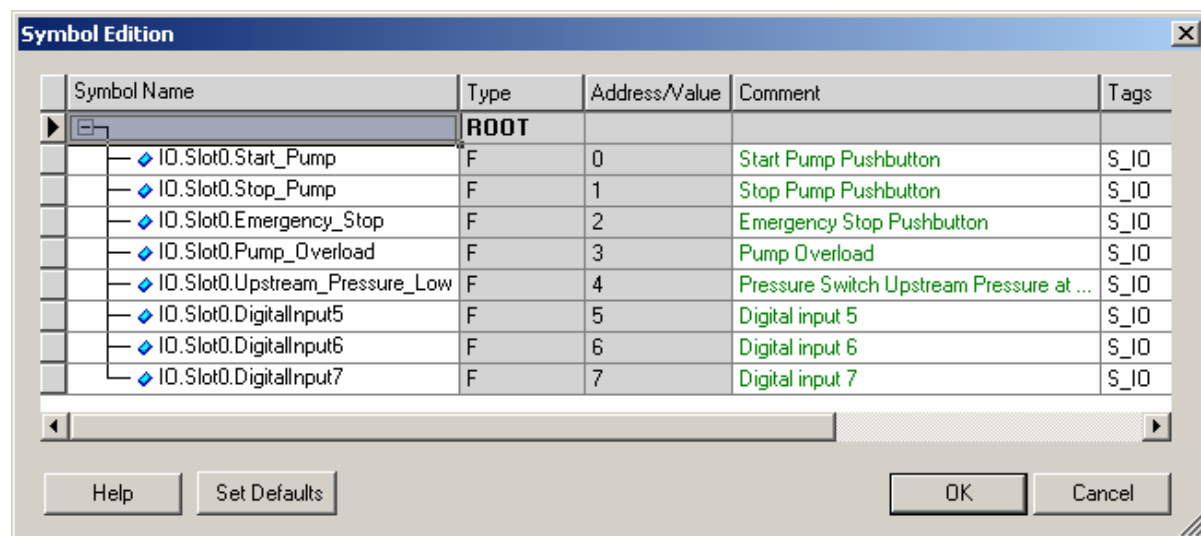 Symbol Edition
Symbol Name Type Address/Value Comment Tags
ROOT
IO.Slot0.Start_Pump F 0 Start Pump Pushbutton S_IO
IO.Slot0.Stop_Pump F 1 Stop Pump Pushbutton S_IO
IO.Slot0.Emergency_Stop F 2 Emergency Stop Pushbutton S_IO
IO.Slot0.Pump_Overload F 3 Pump Overload S_IO
IO.Slot0.Upstream_Pressure_Low F 4 Pressure Switch Upstream Pressure at ... S_IO
IO.Slot0.DigitalInput5 F 5 Digital input 5 S_IO
IO.Slot0.DigitalInput6 F 6 Digital input 6 S_IO
IO.Slot0.DigitalInput7 F 7 Digital input 7 S_IO
Help Set Defaults OK Cancel